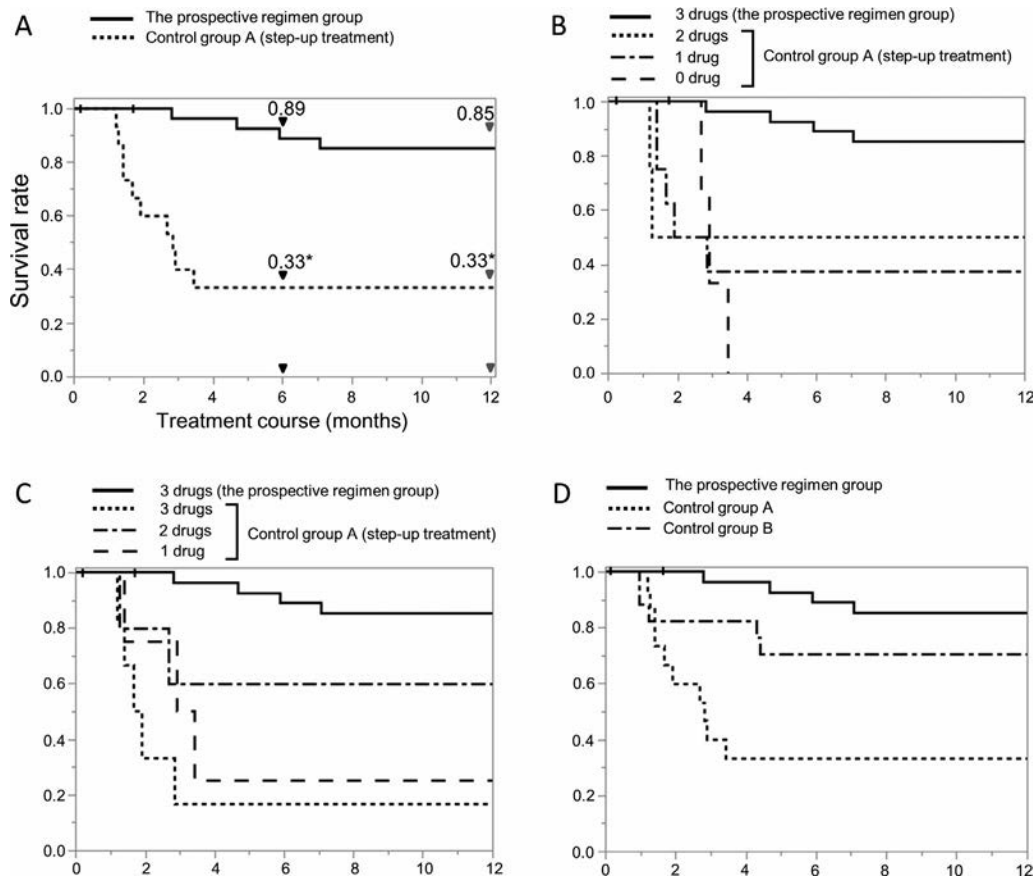 A
The prospective regimen group
Control group A (step-up treatment)
1.0
0.8
0.6
0.4
0.2
0.0
Survival rate
0.89
0.85
0.33*
0.33*
0 2 4 6 8 10 12
Treatment course (months)
B
3 drugs (the prospective regimen group)
2 drugs
1 drug
0 drug
Control group A (step-up treatment)
1.0
0.8
0.6
0.4
0.2
0.0
0 2 4 6 8 10 12
C
3 drugs (the prospective regimen group)
3 drugs
2 drugs
1 drug
Control group A (step-up treatment)
1.0
0.8
0.6
0.4
0.2
0.0
0 2 4 6 8 10 12
D
The prospective regimen group
Control group A
Control group B
1.0
0.8
0.6
0.4
0.2
0.0
0 2 4 6 8 10 12